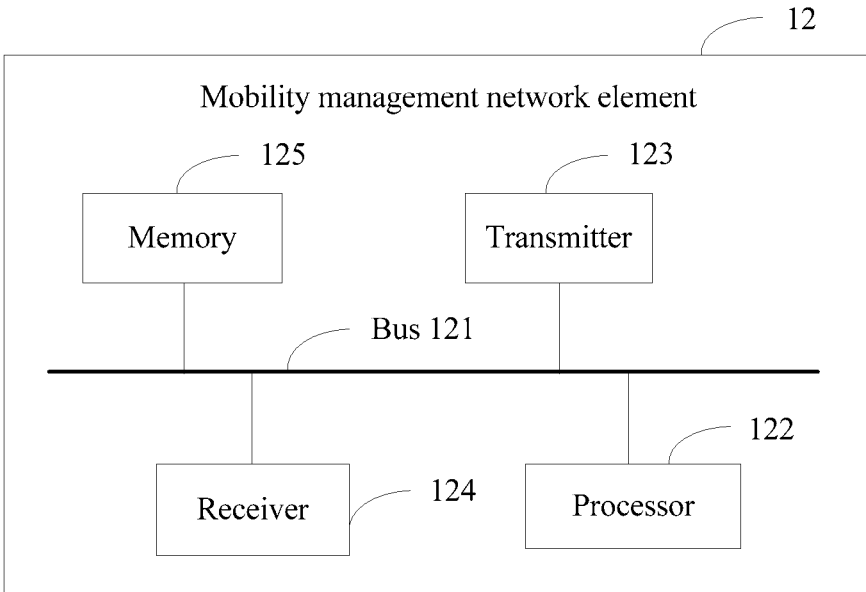 12
Mobility management network element
125
123
Memory
Transmitter
Bus 121
122
124
Receiver
Processor